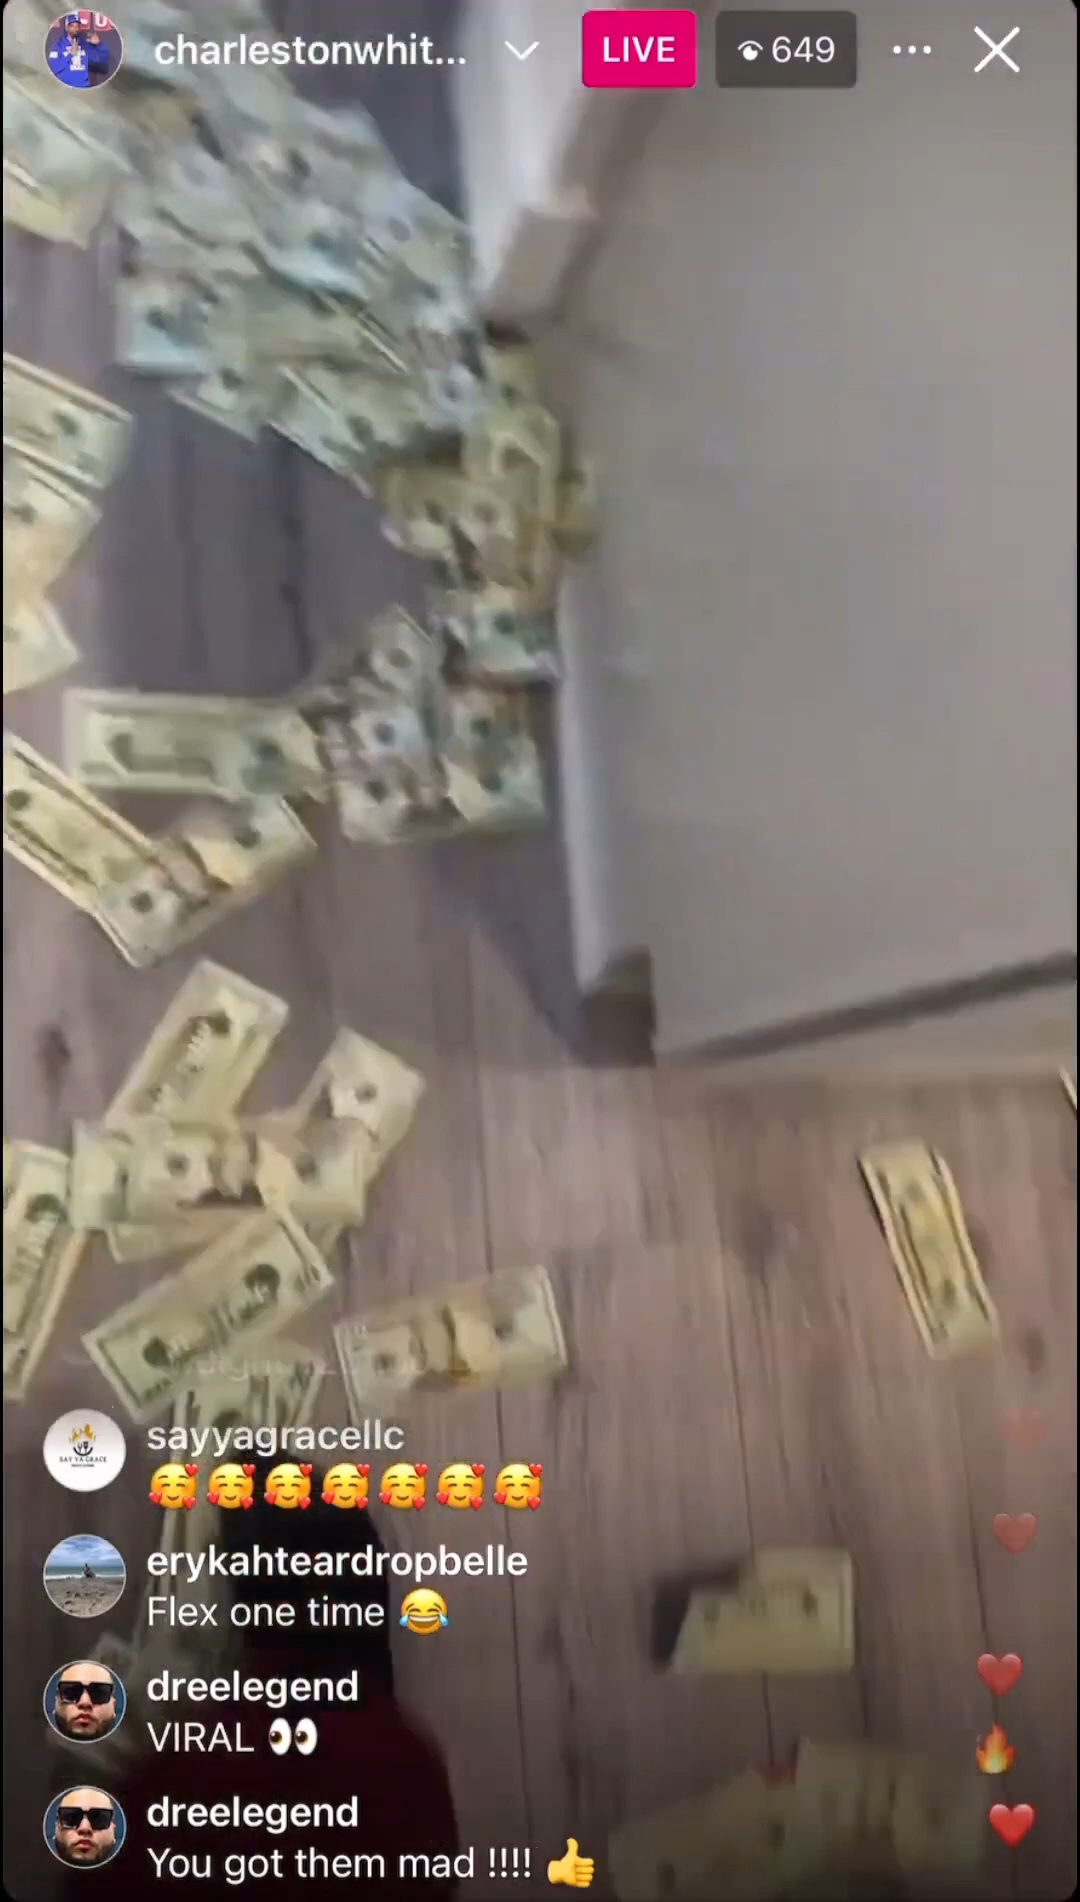 charlestonwhit...
LIVE
649
sayyagracellc
🥰🥰🥰🥰🥰🥰🥰
erykahteardropbelle
Flex one time 😂
dreelegend
VIRAL 👀
dreelegend
You got them mad !!!! 👍